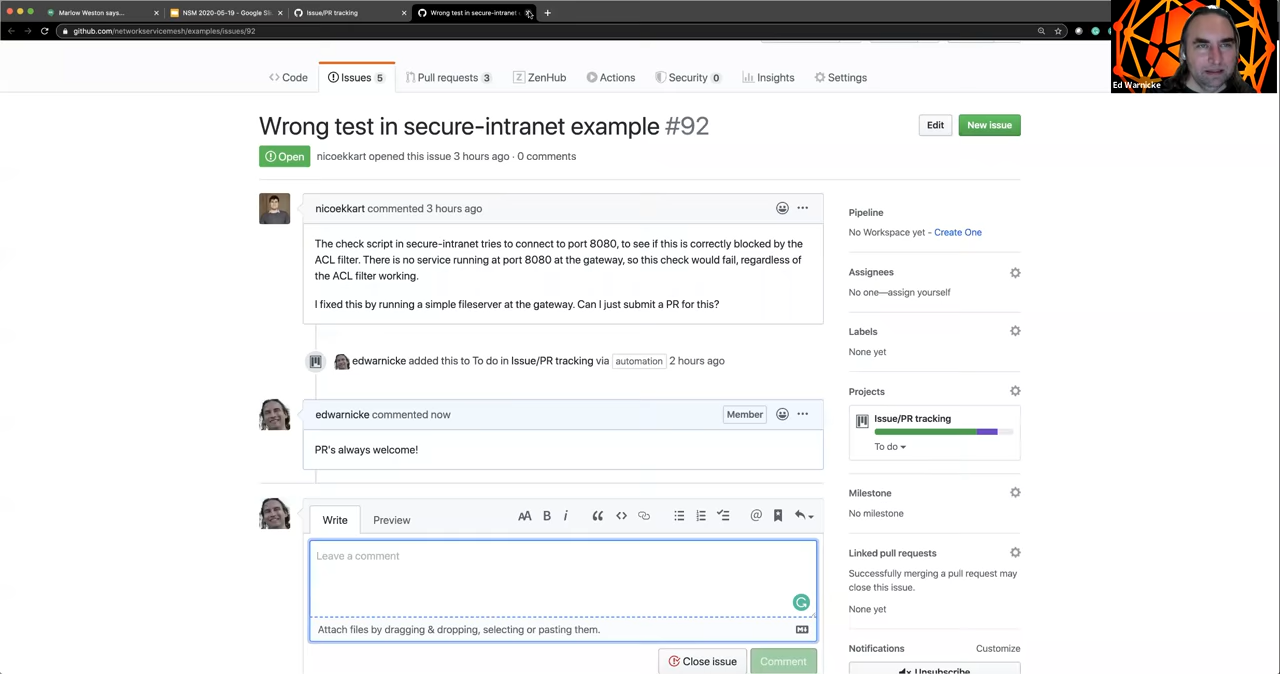 Marlow Weston says...
NSM 2020-05-19 - Google Sli
Issue/PR tracking
Wrong test in secure-intranet
github.com/networkservicemesh/examples/issues/92
Ed Warnicke
Code
Issues 5
Pull requests 3
ZenHub
Actions
Security 0
Insights
Settings
Wrong test in secure-intranet example #92
Edit
New issue
Open
nicoekkart opened this issue 3 hours ago · 0 comments
nicoekkart commented 3 hours ago
The check script in secure-intranet tries to connect to port 8080, to see if this is correctly blocked by the
ACL filter. There is no service running at port 8080 at the gateway, so this check would fail, regardless of
the ACL filter working.
I fixed this by running a simple fileserver at the gateway. Can I just submit a PR for this?
edwarnicke added this to To do in Issue/PR tracking via automation 2 hours ago
edwarnicke commented now
Member
PR's always welcome!
Write
Preview
Leave a comment
Attach files by dragging & dropping, selecting or pasting them.
Close issue
Comment
Pipeline
No Workspace yet - Create One
Assignees
No one—assign yourself
Labels
None yet
Projects
Issue/PR tracking
To do
Milestone
No milestone
Linked pull requests
Successfully merging a pull request may
close this issue.
None yet
Notifications
Customize
Unsubscribe